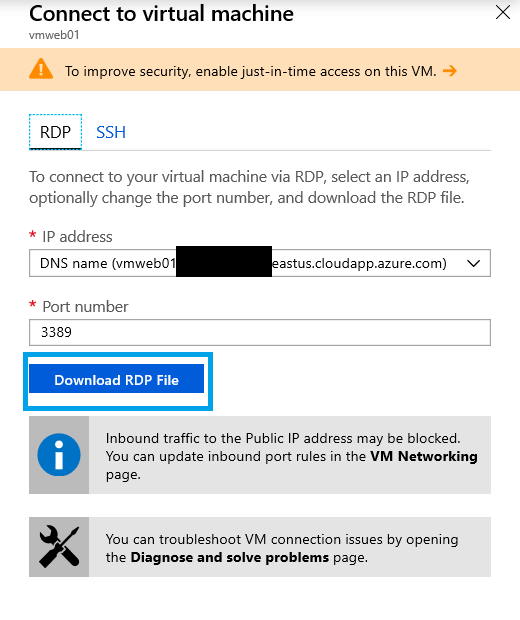 Connect to virtual machine
vmweb01
To improve security, enable just-in-time access on this VM. →
RDP SSH
To connect to your virtual machine via RDP, select an IP address,
optionally change the port number, and download the RDP file.
* IP address
DNS name (vmweb01 eastus.cloudapp.azure.com)
* Port number
3389
Download RDP File
Inbound traffic to the Public IP address may be blocked.
You can update inbound port rules in the VM Networking
page.
You can troubleshoot VM connection issues by opening
the Diagnose and solve problems page.